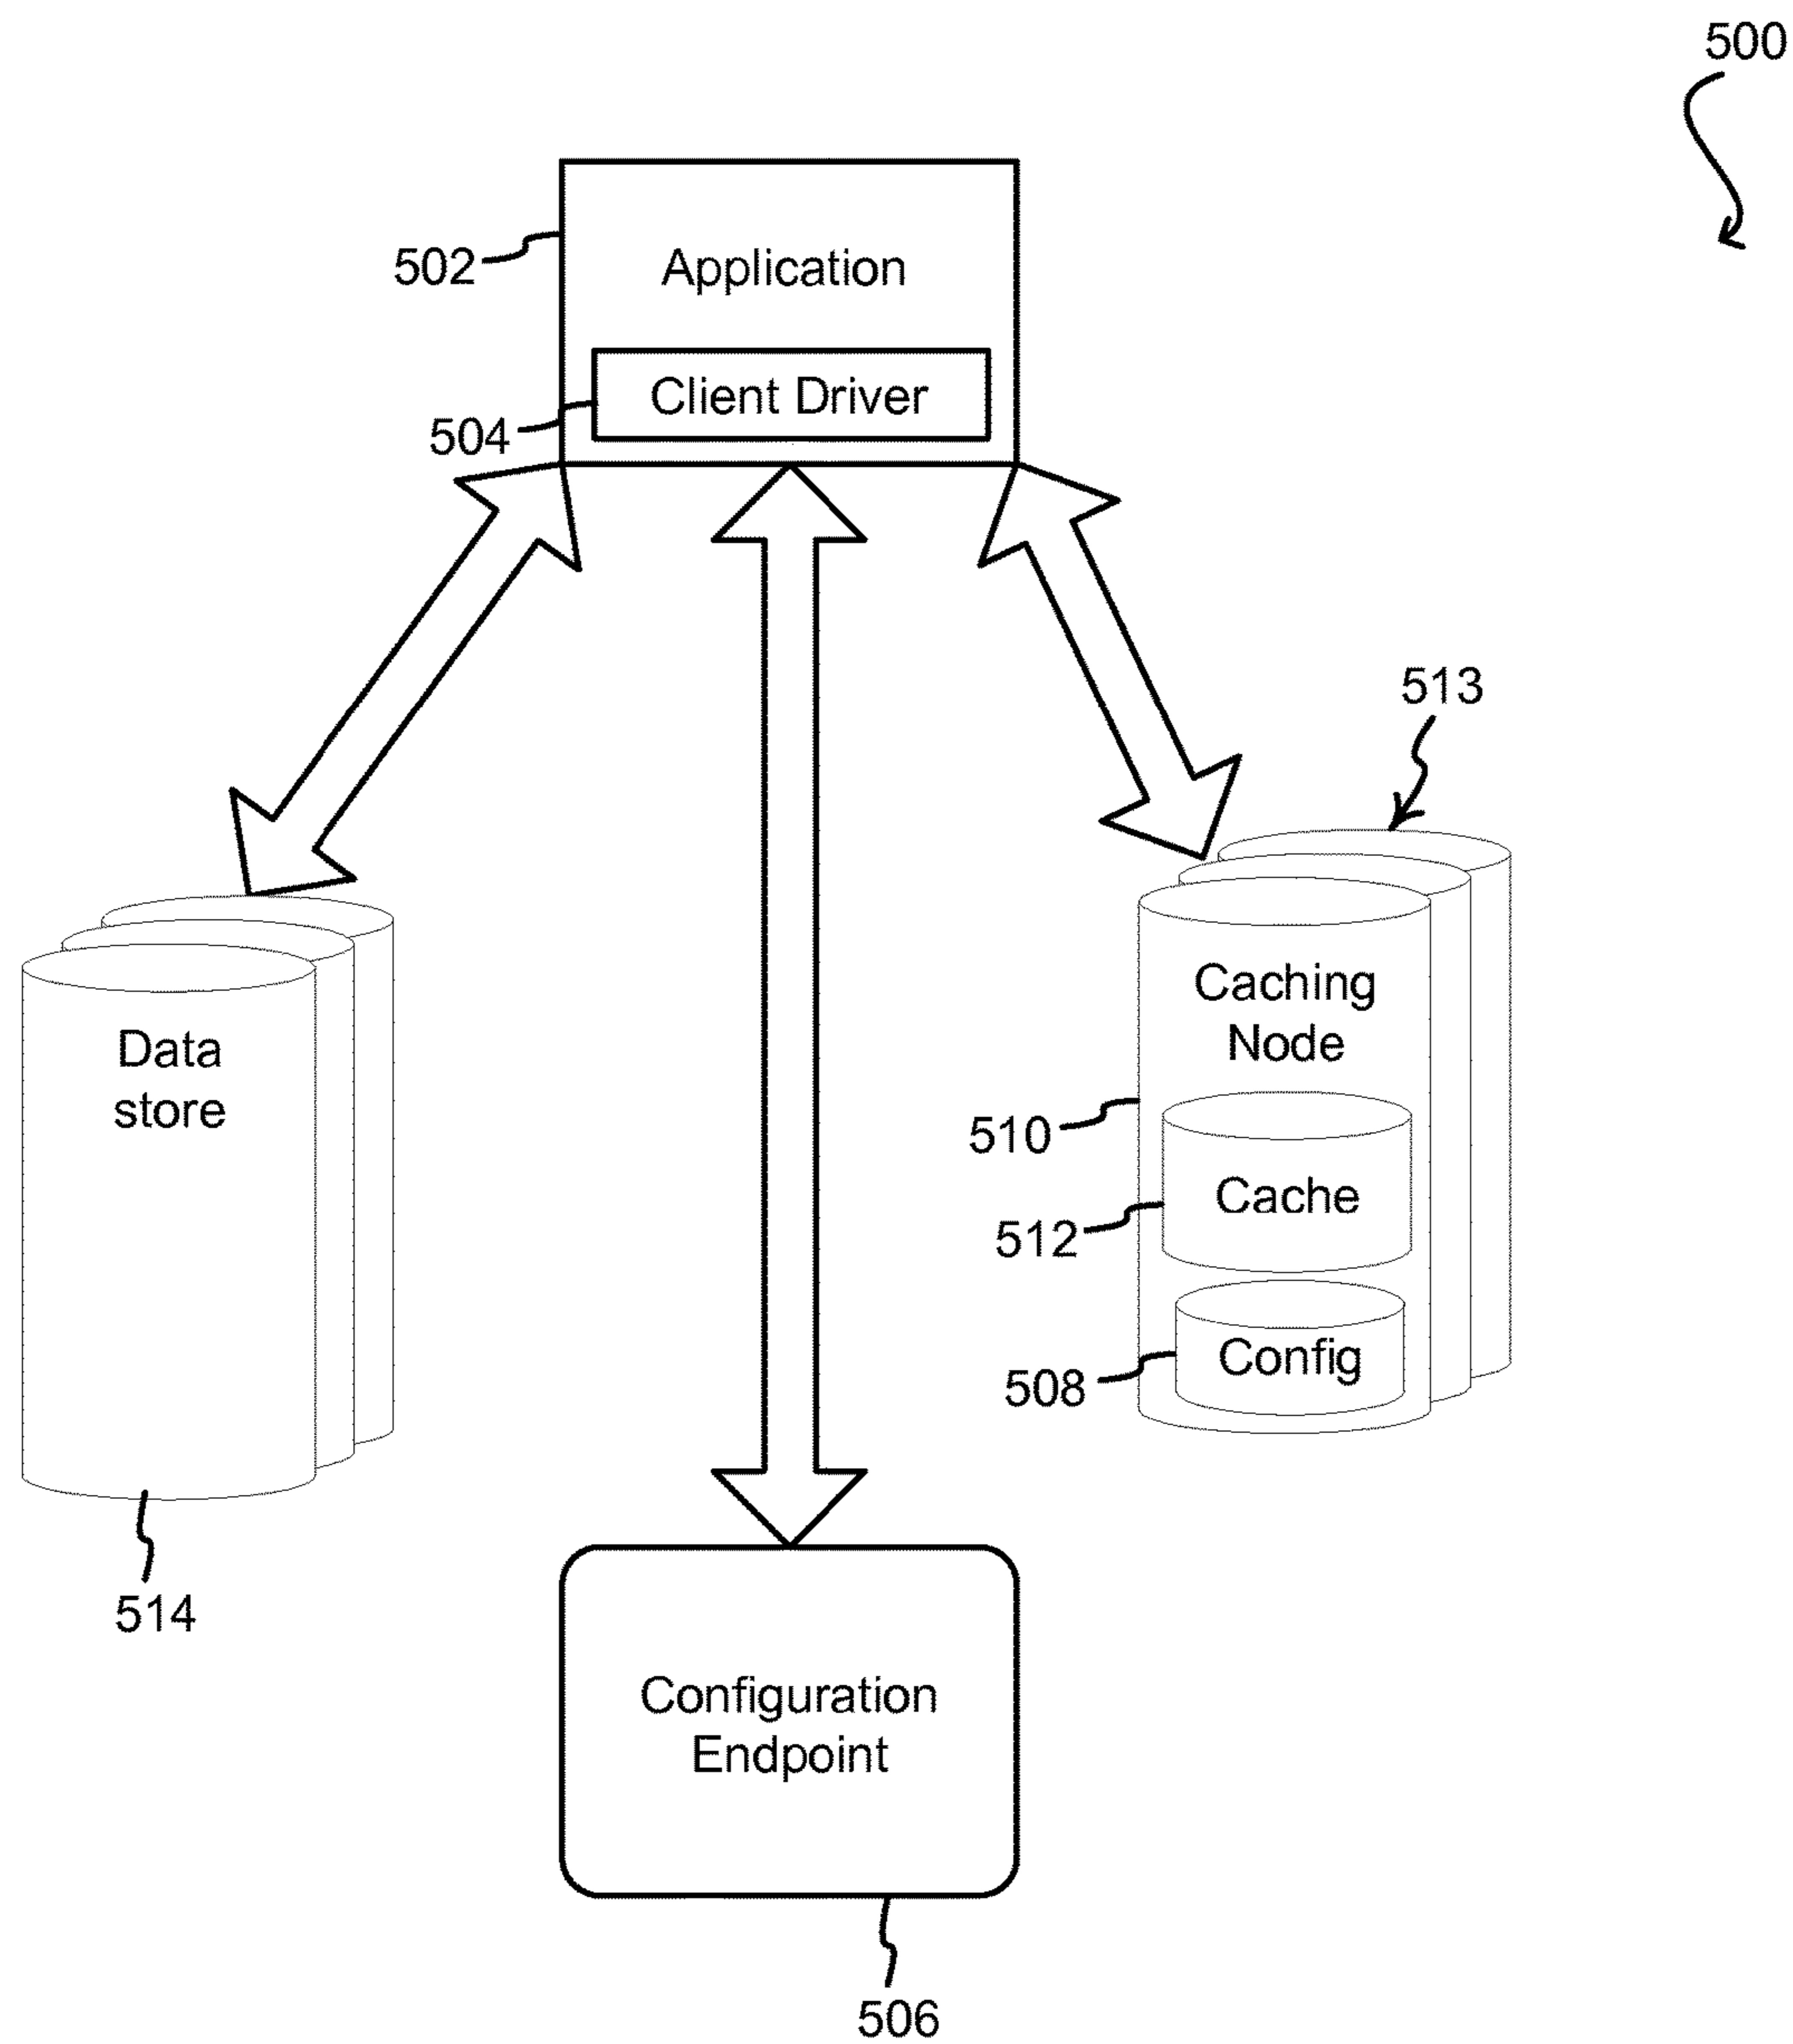 500
502
Application
Client Driver
504
513
Caching
Node
Data
store
510
Cache
512
Config
508
514
Configuration
Endpoint
506